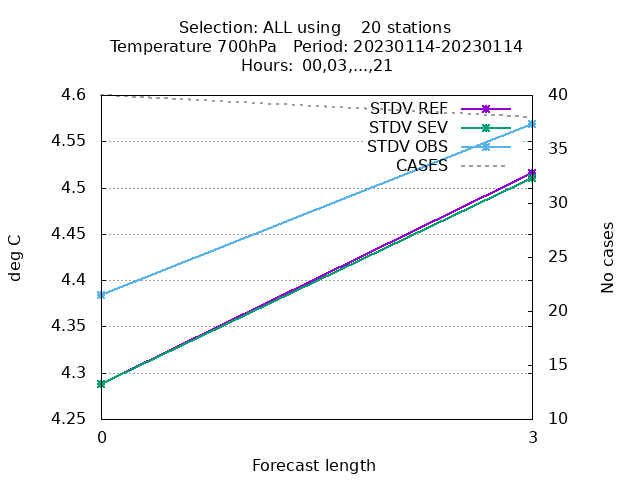 Selection: ALL using    20 stations
Temperature 700hPa   Period: 20230114-20230114
Hours:  00,03,...,21
4.6
4.55
4.5
4.45
4.4
4.35
4.3
4.25
40
35
30
25
20
15
10
STDV REF
STDV SEV
STDV OBS
CASES
deg C
No cases
0
3
Forecast length